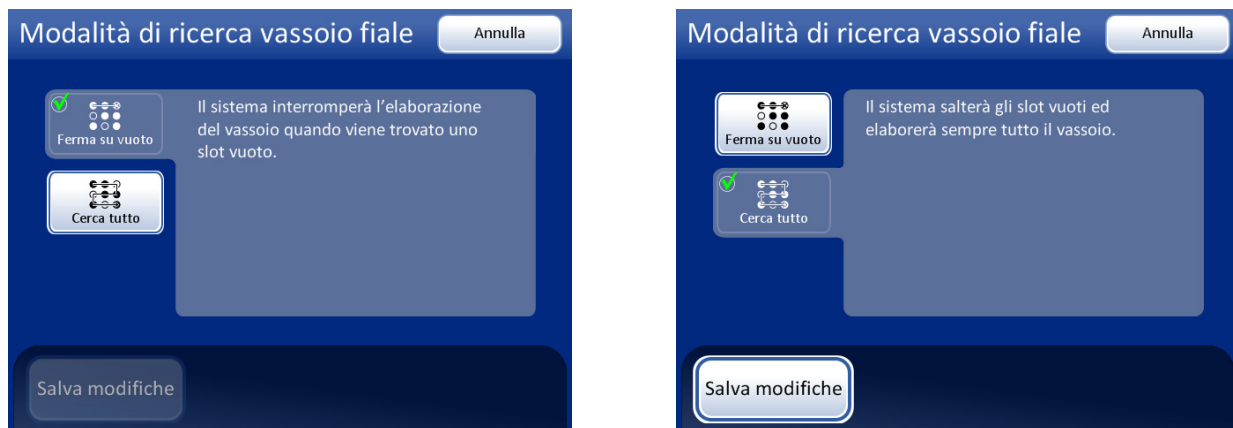 Modalità di ricerca vassoio fiale
Annulla
Ferma su vuoto
Il sistema interromperà l’elaborazione
del vassoio quando viene trovato uno
slot vuoto.
Cerca tutto
Salva modifiche
Modalità di ricerca vassoio fiale
Annulla
Ferma su vuoto
Il sistema salterà gli slot vuoti ed
elaborerà sempre tutto il vassoio.
Cerca tutto
Salva modifiche